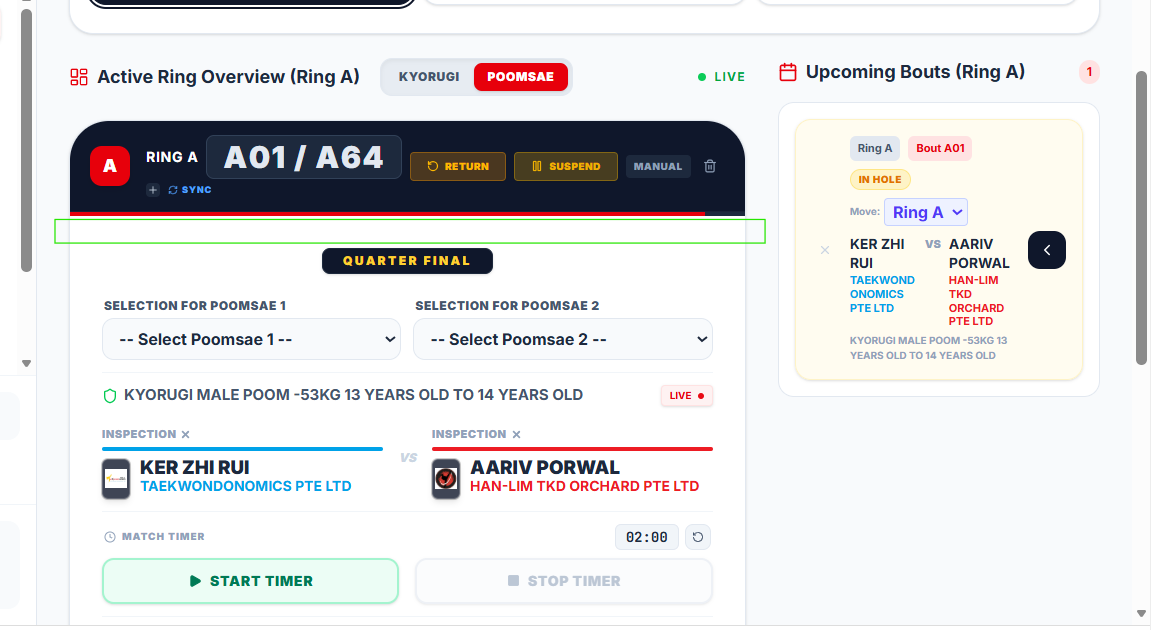 Active Ring Overview (Ring A)
KYORUGI
POOMSAE
LIVE
A
RING A
A01 / A64
RETURN
SUSPEND
MANUAL
+
SYNC
QUARTER FINAL
SELECTION FOR POOMSAE 1
SELECTION FOR POOMSAE 2
-- Select Poomsae 1 --
-- Select Poomsae 2 --
KYORUGI MALE POOM -53KG 13 YEARS OLD TO 14 YEARS OLD
LIVE
INSPECTION ×
INSPECTION ×
KER ZHI RUI
VS
AARIV PORWAL
TAEKWONDONOMICS PTE LTD
HAN-LIM TKD ORCHARD PTE LTD
MATCH TIMER
02:00
START TIMER
STOP TIMER
Upcoming Bouts (Ring A)
1
Ring A
Bout A01
IN HOLE
Move:
Ring A
×
KER ZHI
RUI
VS
AARIV
PORWAL
TAEKWOND
ONOMICS
PTE LTD
HAN-LIM
TKD
ORCHARD
PTE LTD
KYORUGI MALE POOM -53KG 13
YEARS OLD TO 14 YEARS OLD